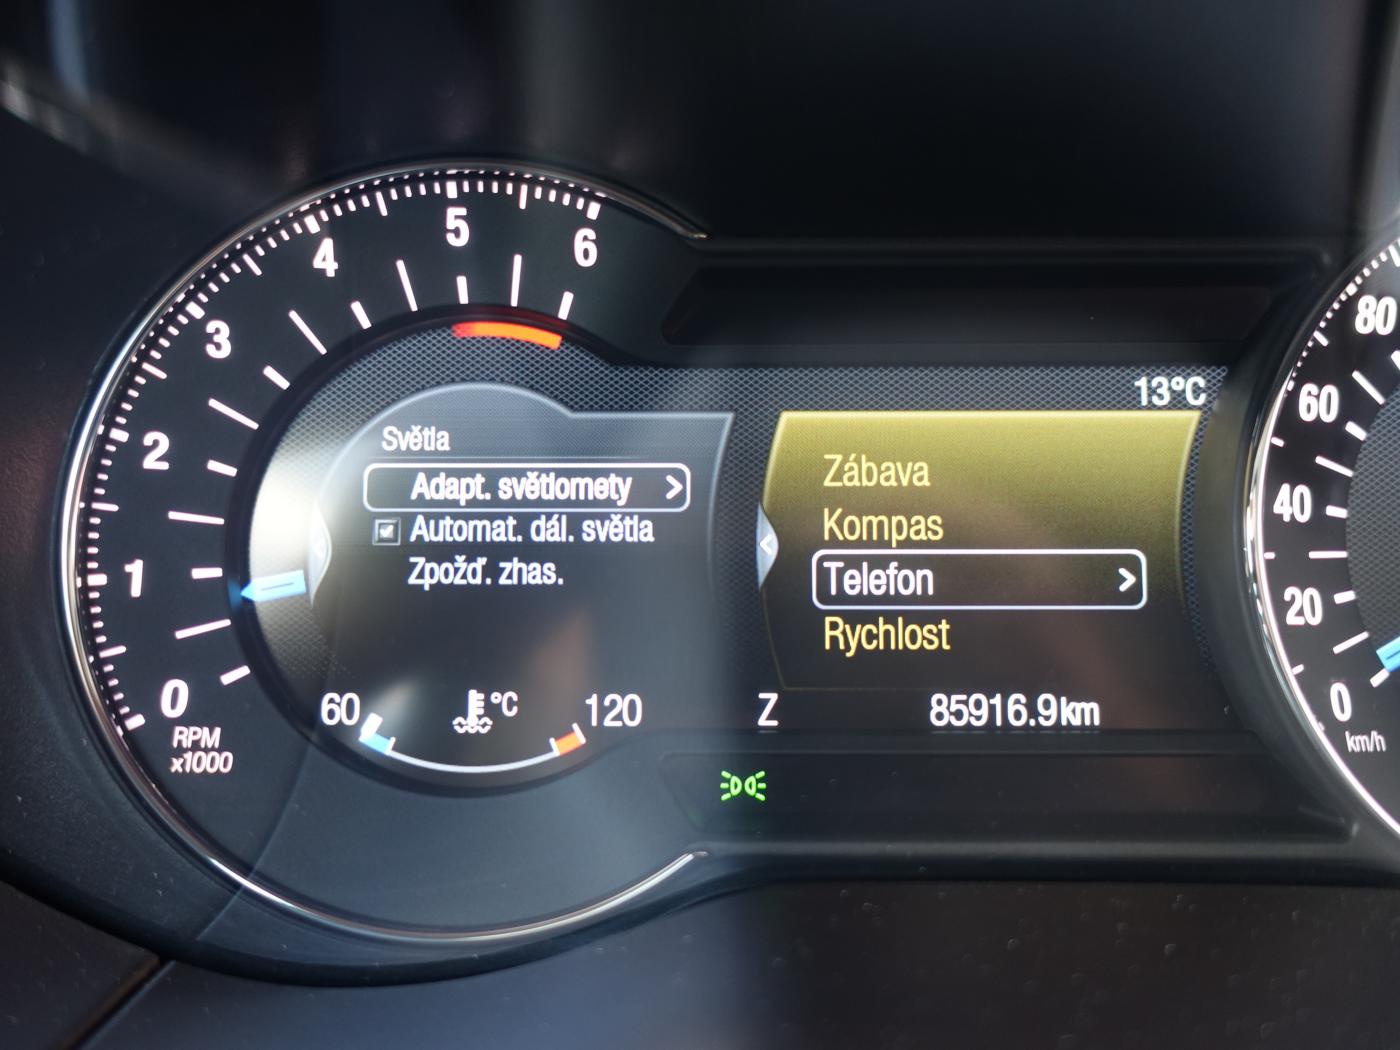 6
5
4
3
2
1
0
RPM
x1000
Světla
Adapt. světlomety
Automat. dál. světla
Zpožď. zhas.
60
°C
120
13°C
Zábava
Kompas
Telefon
Rychlost
Z
85916.9km
80
60
40
20
0
km/h